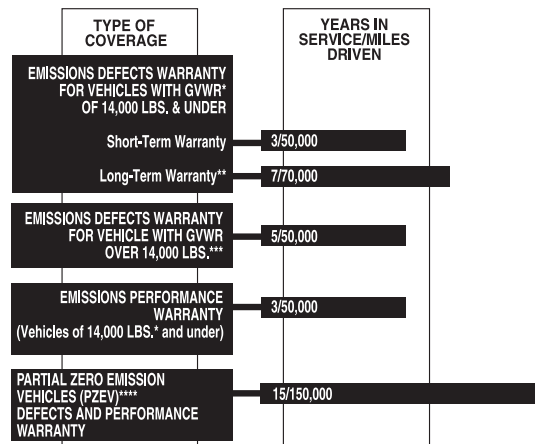 TYPE OF
COVERAGE
YEARS IN
SERVICE/MILES
DRIVEN
EMISSIONS DEFECTS WARRANTY
FOR VEHICLES WITH GVWR*
OF 14,000 LBS. & UNDER
Short-Term Warranty
3/50,000
Long-Term Warranty**
7/70,000
EMISSIONS DEFECTS WARRANTY
FOR VEHICLE WITH GVWR
OVER 14,000 LBS.***
5/50,000
EMISSIONS PERFORMANCE
WARRANTY
(Vehicles of 14,000 LBS.* and under)
3/50,000
PARTIAL ZERO EMISSION
VEHICLES (PZEV)****
DEFECTS AND PERFORMANCE
WARRANTY
15/150,000